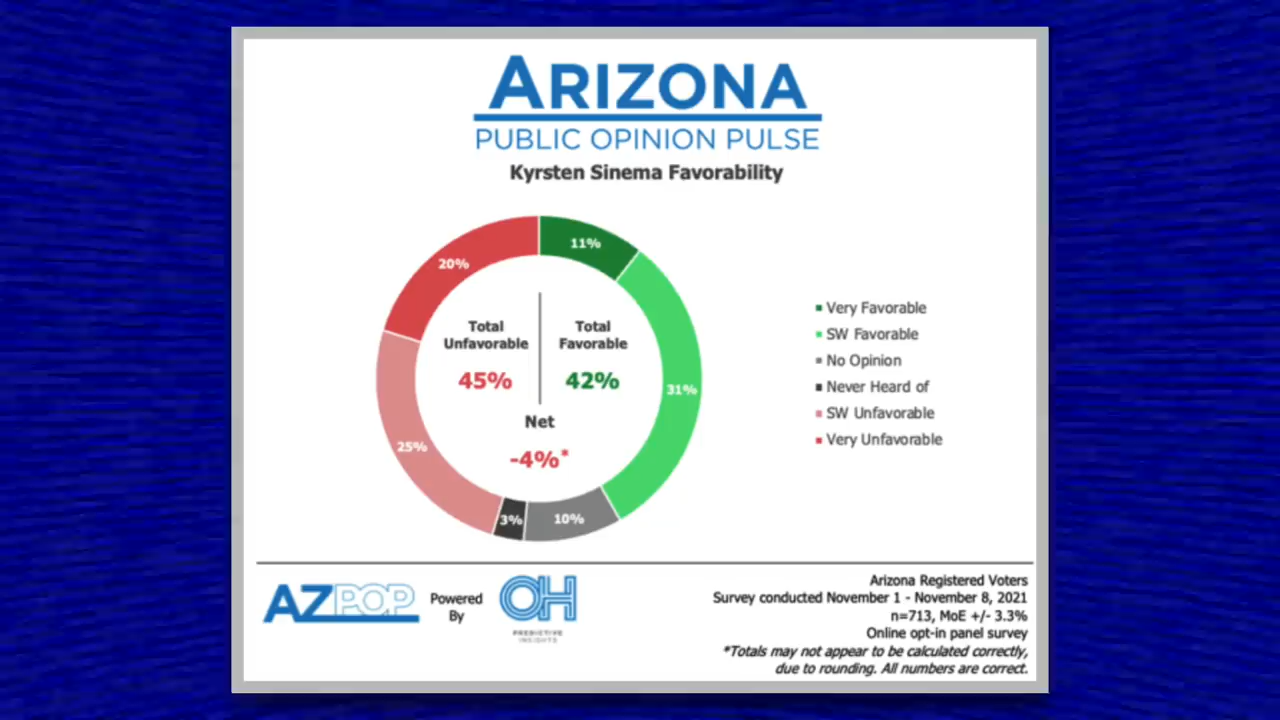 ARIZONA
PUBLIC OPINION PULSE
Kyrsten Sinema Favorability
11%
20%
Total Unfavorable
45%
Total Favorable
42%
31%
Net
-4%*
25%
3%
10%
Very Favorable
SW Favorable
No Opinion
Never Heard of
SW Unfavorable
Very Unfavorable
AZPOP
Powered
By
OH
PREDICTIVE
INSIGHTS
Arizona Registered Voters
Survey conducted November 1 - November 8, 2021
n=713, MoE +/- 3.3%
Online opt-in panel survey
*Totals may not appear to be calculated correctly,
due to rounding. All numbers are correct.